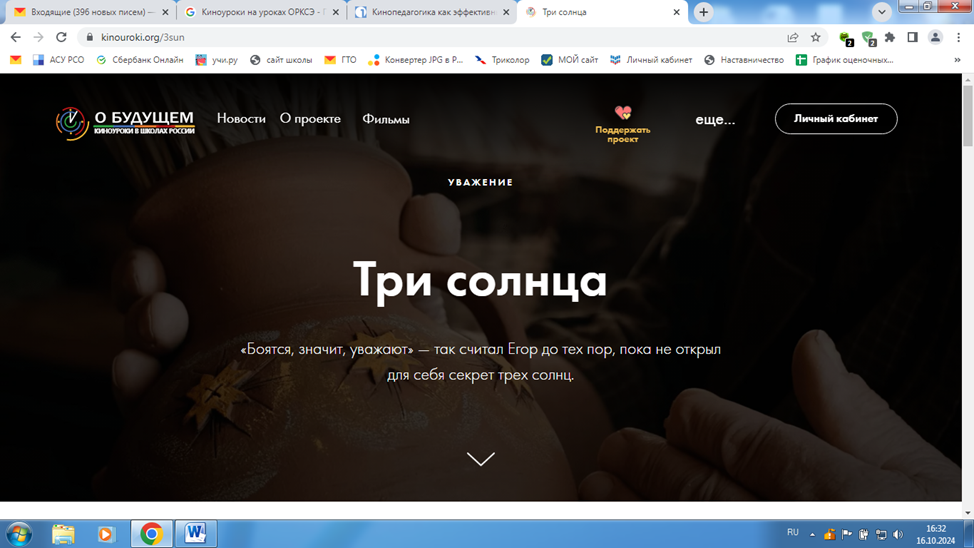 Входящие (396 новых писем) —
Киноуроки на уроках ОРКСЭ -
Кинопедагогика как эффективн
Три солнца
kinouroki.org/3sun
2
2
АСУ РСО
Сбербанк Онлайн
учи.ру
сайт школы
ГТО
Конвертер JPG в P...
Триколор
МОЙ сайт
Личный кабинет
Наставничество
График оценочных...
»
О БУДУЩЕМ
КИНОУРОКИ В ШКОЛАХ РОССИИ
Новости
О проекте
Фильмы
Поддержать
проект
еще...
Личный кабинет
УВАЖЕНИЕ
Три солнца
«Боятся, значит, уважают» — так считал Егор до тех пор, пока не открыл
для себя секрет трех солнц.
RU
16:32
16.10.2024